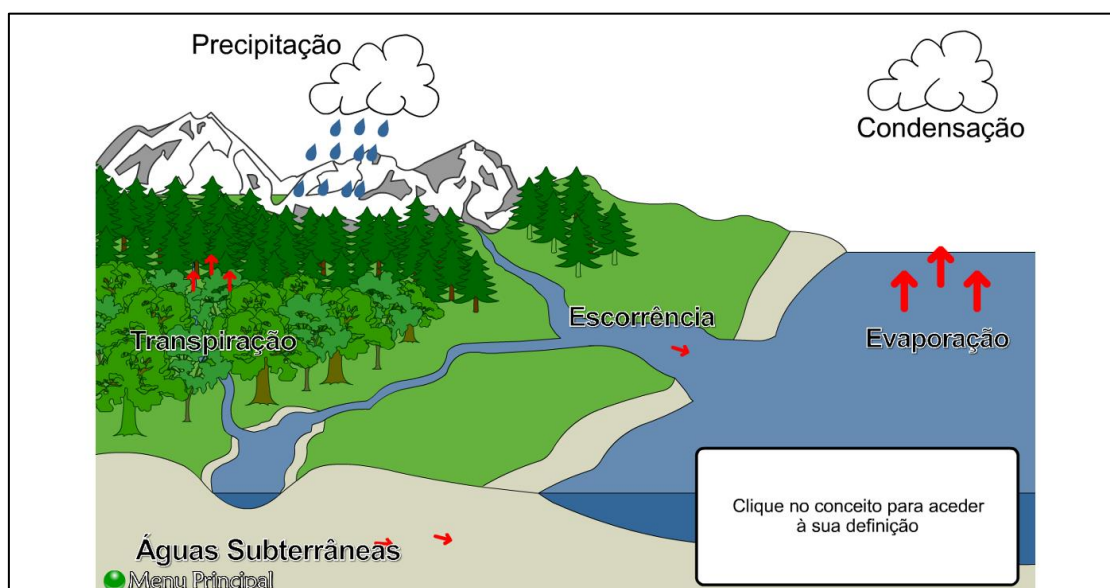 Precipitação
Condensação
Escorrência
Transpiração
Evaporação
Clique no conceito para aceder
à sua definição
Águas Subterrâneas
Menu Principal